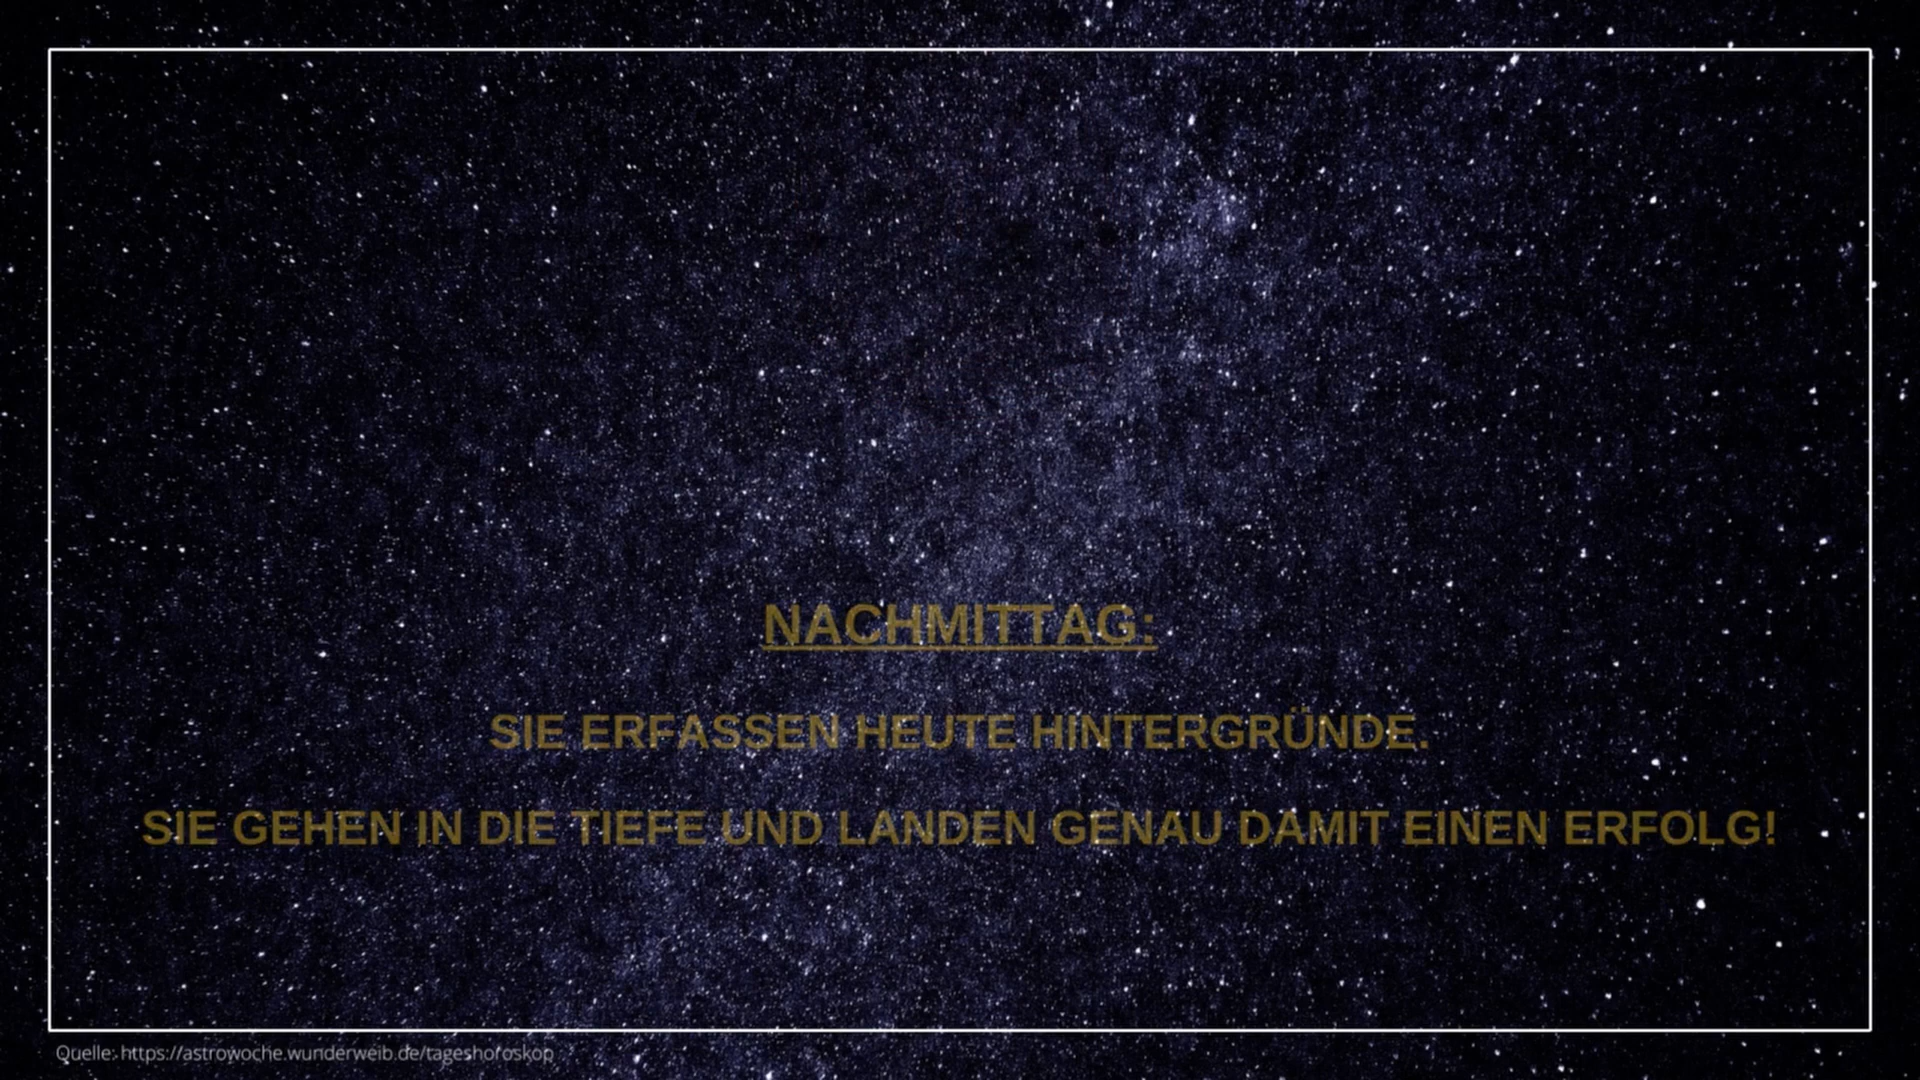 NACHMITTAG:
SIE ERFASSEN HEUTE HINTERGRÜNDE.
SIE GEHEN IN DIE TIEFE UND LANDEN GENAU DAMIT EINEN ERFOLG!
Quelle: https://astrowoche.wunderweib.de/tageshoroskop